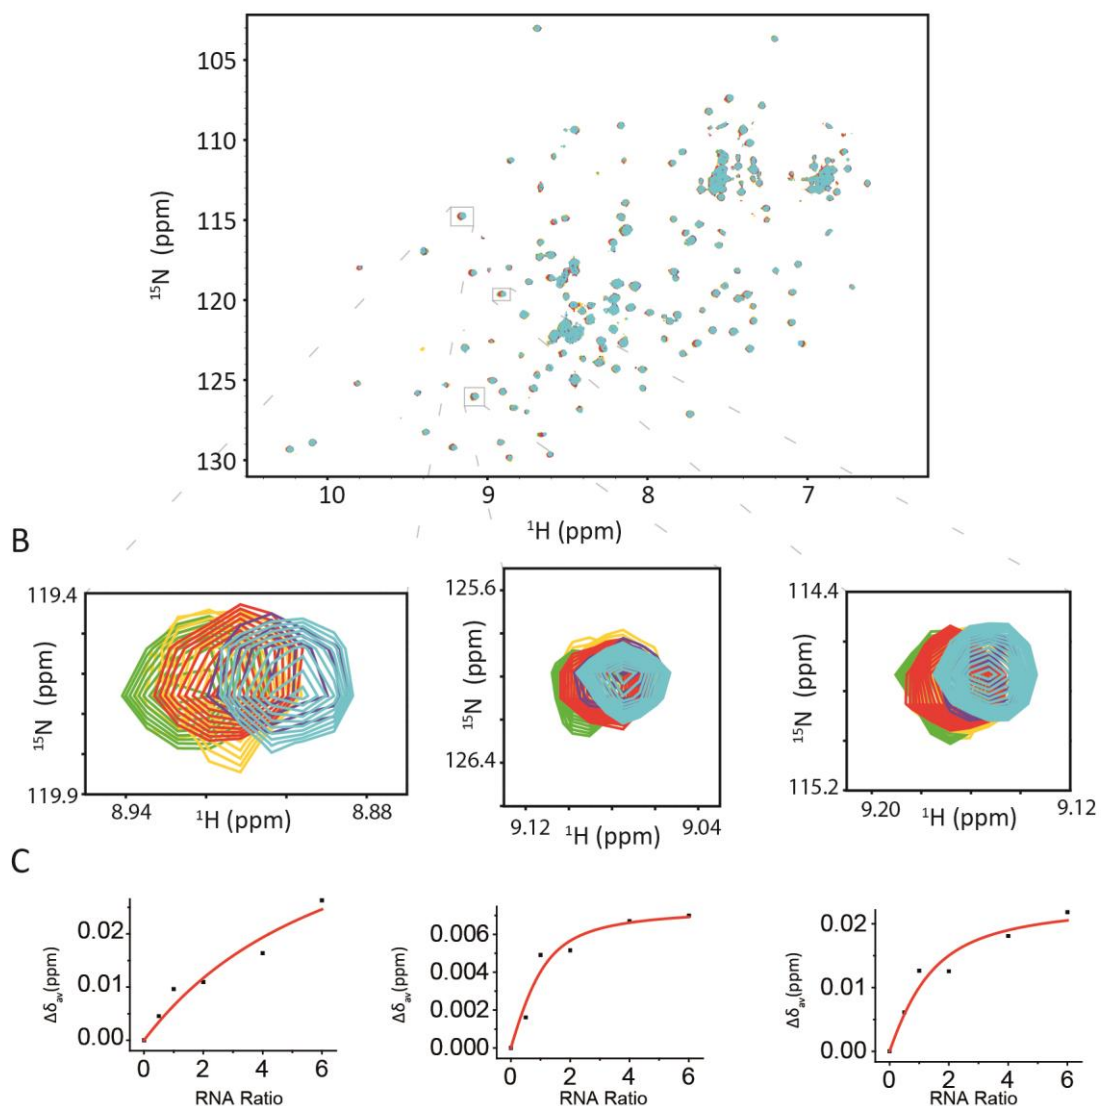 105
110
115
120
125
130
¹⁵N (ppm)
10 9 8 7
¹H (ppm)
B
119.4
119.9
¹⁵N (ppm)
8.94 8.88
¹H (ppm)
125.6
126.4
¹⁵N (ppm)
9.12 9.04
¹H (ppm)
114.4
115.2
¹⁵N (ppm)
9.20 9.12
¹H (ppm)
C
0.02
0.01
0.00
Δδav(ppm)
0 2 4 6
RNA Ratio
0.006
0.004
0.002
0.000
Δδav(ppm)
0 2 4 6
RNA Ratio
0.02
0.01
0.00
Δδav(ppm)
0 2 4 6
RNA Ratio